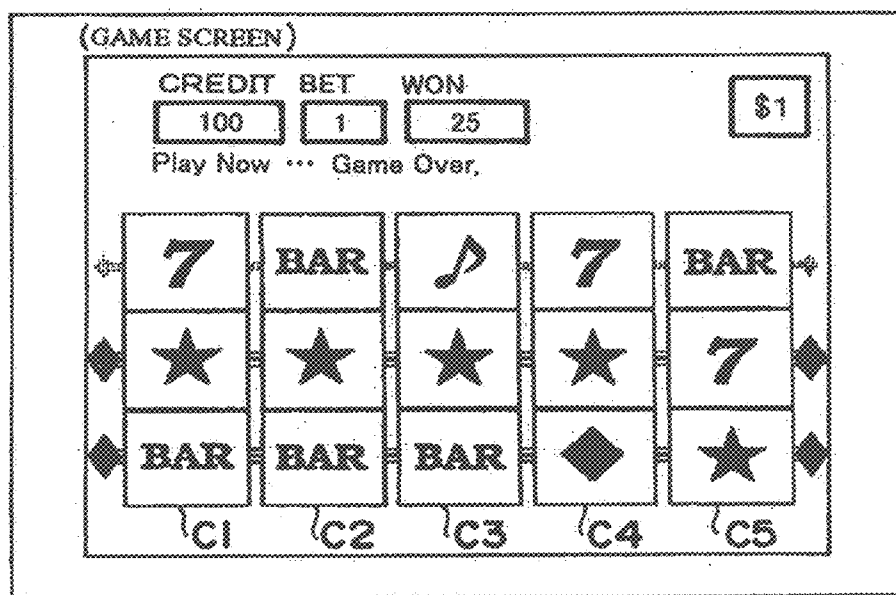 (GAME SCREEN)
CREDIT BET WON
100 1 25 $1
Play Now ··· Game Over,
7 BAR 7 BAR
7
BAR BAR BAR
C1 C2 C3 C4 C5